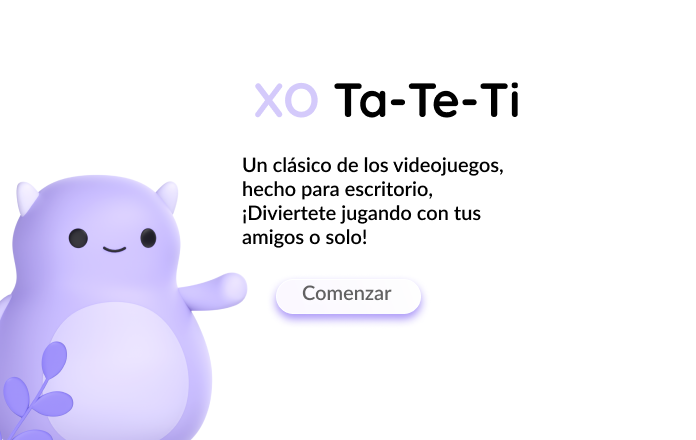 XO Ta-Te-Ti
Un clásico de los videojuegos,
hecho para escritorio,
¡Diviertete jugando con tus
amigos o solo!
Comenzar